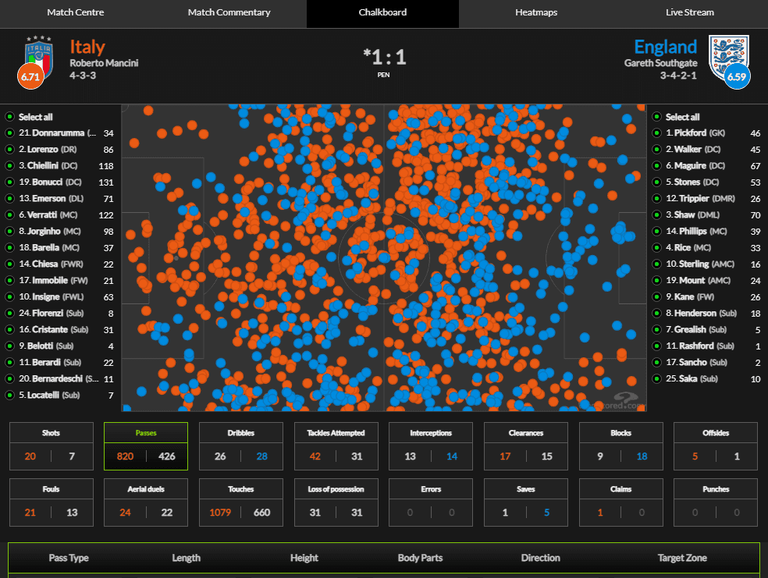 Match Centre Match Commentary Chalkboard Heatmaps Live Stream
Italy
Roberto Mancini
4-3-3
6.71
ITALIA
*1 : 1
PEN
England
Gareth Southgate
3-4-2-1
6.59
Select all
21. Donnarumma (... 34
2. Lorenzo (DR) 86
3. Chiellini (DC) 118
19. Bonucci (DC) 131
13. Emerson (DL) 71
6. Verratti (MC) 122
8. Jorginho (MC) 98
18. Barella (MC) 37
14. Chiesa (FWR) 22
17. Immobile (FW) 21
10. Insigne (FWL) 63
24. Florenzi (Sub) 8
16. Cristante (Sub) 31
9. Belotti (Sub) 4
11. Berardi (Sub) 22
20. Bernardeschi (S... 11
5. Locatelli (Sub) 7
Select all
1. Pickford (GK) 46
2. Walker (DC) 45
6. Maguire (DC) 67
5. Stones (DC) 53
12. Trippier (DMR) 26
3. Shaw (DML) 70
14. Phillips (MC) 39
4. Rice (MC) 33
10. Sterling (AMC) 16
19. Mount (AMC) 24
9. Kane (FW) 26
8. Henderson (Sub) 18
7. Grealish (Sub) 5
11. Rashford (Sub) 1
17. Sancho (Sub) 2
25. Saka (Sub) 10
Shots Passes Dribbles Tackles Attempted Interceptions Clearances Blocks Offsides
20 7 820 426 26 28 42 31 13 14 17 15 9 18 5 1
Fouls Aerial duels Touches Loss of possession Errors Saves Claims Punches
21 13 24 22 1079 660 31 31 0 0 1 5 1 0 0 0
Pass Type Length Height Body Parts Direction Target Zone